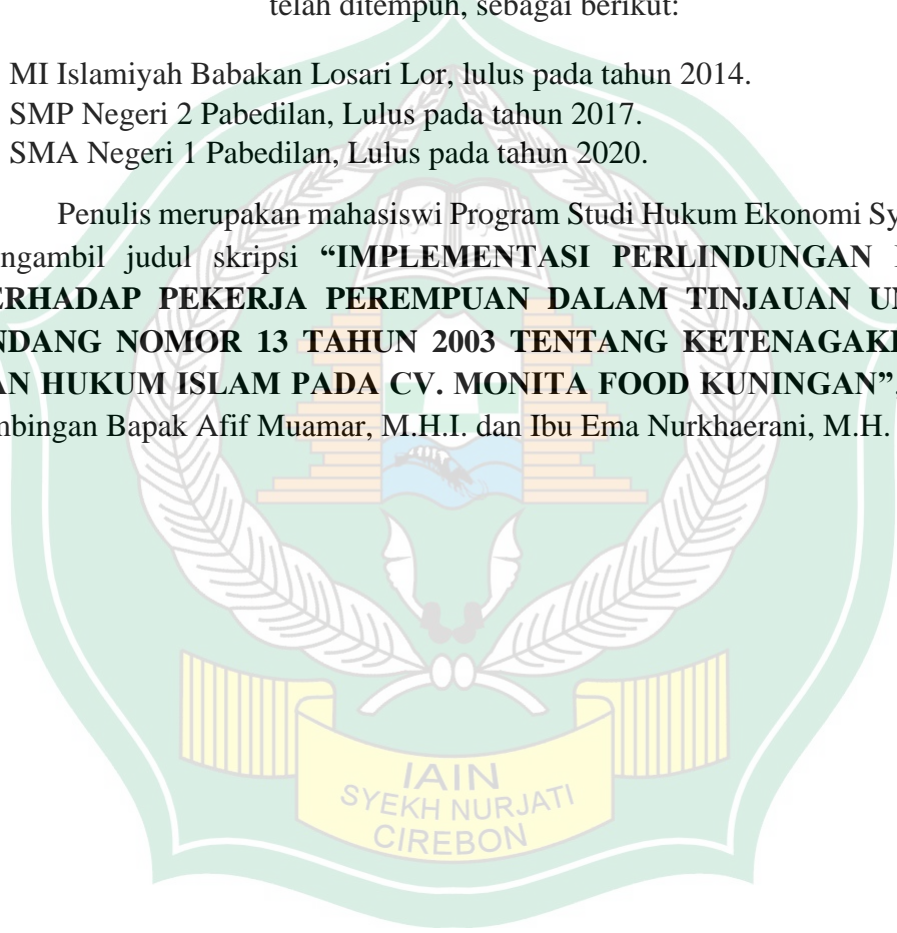 telah ditempuh, sebagai berikut:
MI Islamiyah Babakan Losari Lor, lulus pada tahun 2014.
SMP Negeri 2 Pabedilan, Lulus pada tahun 2017.
SMA Negeri 1 Pabedilan, Lulus pada tahun 2020.
Penulis merupakan mahasiswi Program Studi Hukum Ekonomi Sy
ngambil judul skripsi “IMPLEMENTASI PERLINDUNGAN
ERHADAP PEKERJA PEREMPUAN DALAM TINJAUAN UN
NDANG NOMOR 13 TAHUN 2003 TENTANG KETENAGAKE
AN HUKUM ISLAM PADA CV. MONITA FOOD KUNINGAN”.
mbingan Bapak Afif Muamar, M.H.I. dan Ibu Ema Nurkhaerani, M.H.
IAIN
SYEKH NURJATI
CIREBON